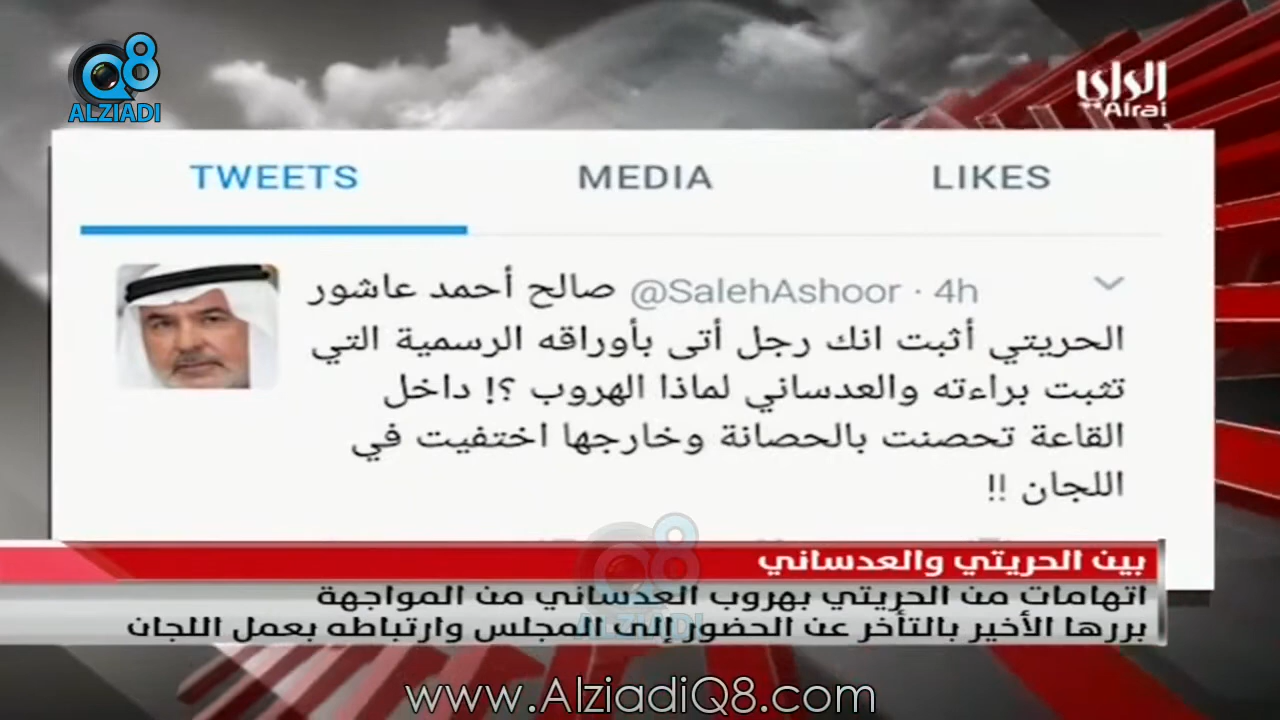 Q8
ALZIADI
الراي
Alrai
TWEETS MEDIA LIKES
صالح أحمد عاشور @SalehAshoor · 4h
الحريتي أثبت انك رجل أتى بأوراقه الرسمية التي
تثبت براءته والعدساني لماذا الهروب ؟! داخل
القاعة تحصنت بالحصانة وخارجها اختفيت في
اللجان !!
بين الحريتي والعدساني
اتهامات من الحريتي بهروب العدساني من المواجهة
بررها الأخير بالتأخر عن الحضور إلى المجلس وارتباطه بعمل اللجان
Q8
ALZIADI
www.AlziadiQ8.com